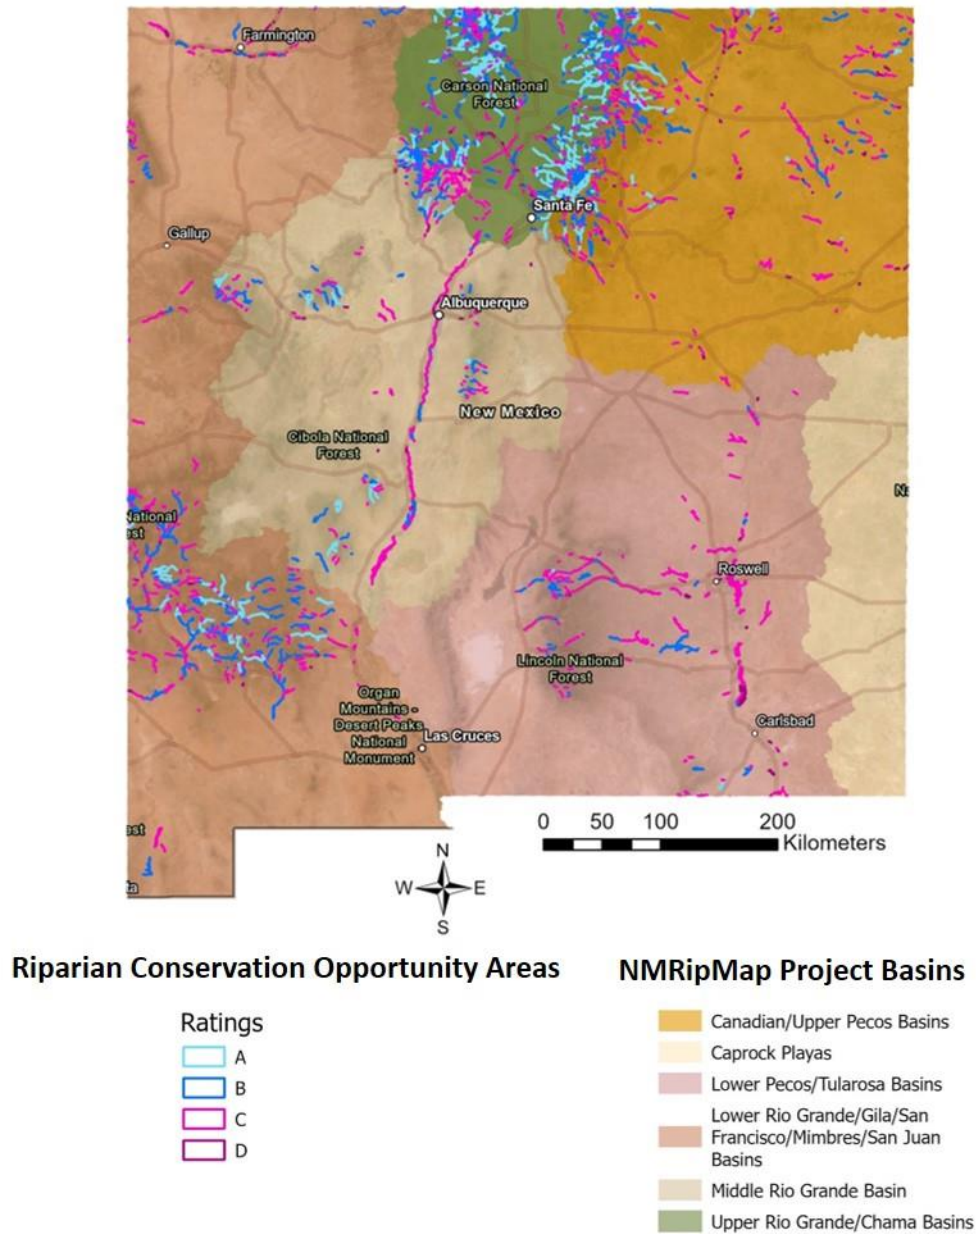 Farmington
Carson National
Forest
Santa Fe
Gallup
Albuquerque
New Mexico
Cibola National
Forest
National
est
Roswell
Lincoln National
Forest
Organ
Mountains -
Desert Peaks
National
Monument
Las Cruces
Carlsbad
est
0 50 100 200
Kilometers
N
W E
S
Riparian Conservation Opportunity Areas
Ratings
A
B
C
D
NMRipMap Project Basins
Canadian/Upper Pecos Basins
Caprock Playas
Lower Pecos/Tularosa Basins
Lower Rio Grande/Gila/San
Francisco/Mimbres/San Juan
Basins
Middle Rio Grande Basin
Upper Rio Grande/Chama Basins